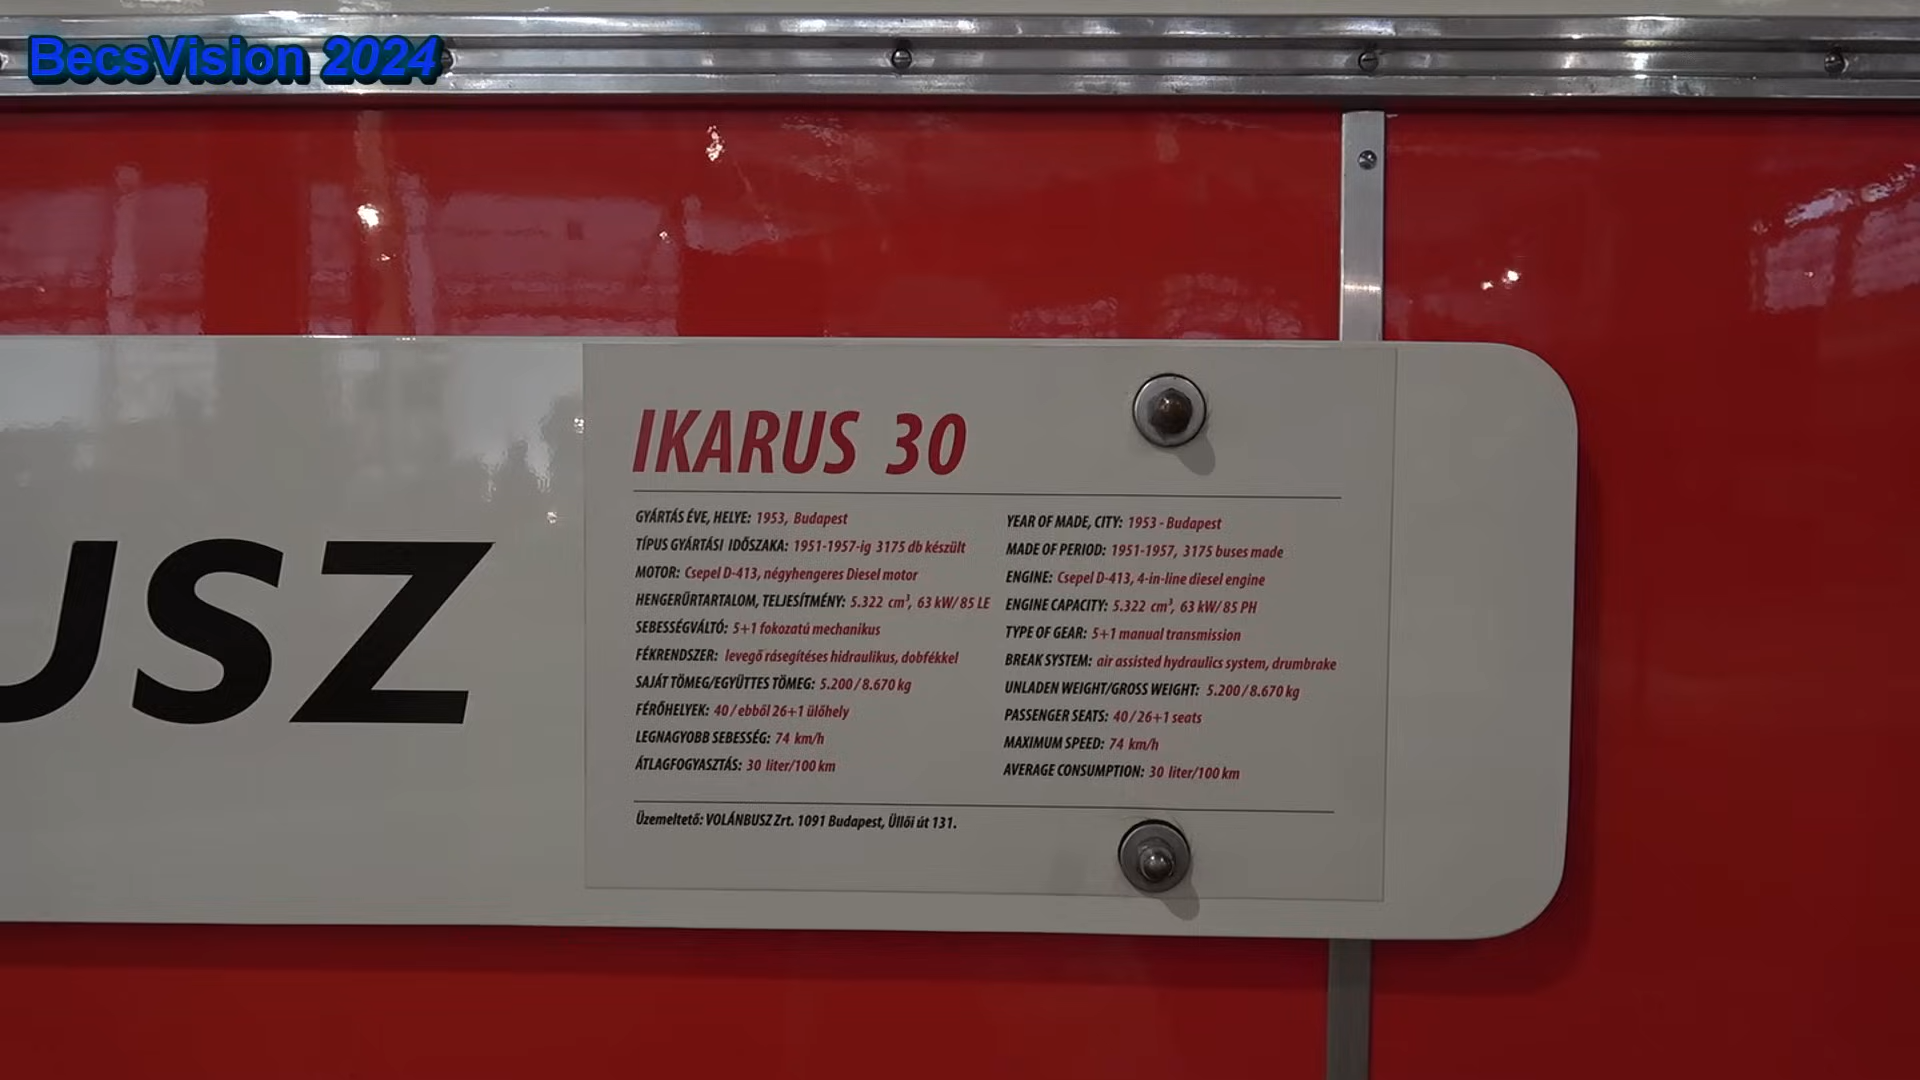 BecsVision 2024
USZ
IKARUS 30
GYÁRTÁS ÉVE, HELYE: 1953, Budapest
TÍPUS GYÁRTÁSI IDŐSZAKA: 1951-1957-ig 3175 db készült
MOTOR: Csepel D-413, négyhengeres Diesel motor
HENGERŰRTARTALOM, TELJESÍTMÉNY: 5.322 cm³, 63 kW/ 85 LE
SEBESSÉGVÁLTÓ: 5+1 fokozatú mechanikus
FÉKRENDSZER: levegő rásegítéses hidraulikus, dobfékkel
SAJÁT TÖMEG/EGYÜTTES TÖMEG: 5.200 / 8.670 kg
FÉRŐHELYEK: 40 / ebből 26+1 ülőhely
LEGNAGYOBB SEBESSÉG: 74 km/h
ÁTLAGFOGYASZTÁS: 30 liter/100 km
YEAR OF MADE, CITY: 1953 - Budapest
MADE OF PERIOD: 1951-1957, 3175 buses made
ENGINE: Csepel D-413, 4-in-line diesel engine
ENGINE CAPACITY: 5.322 cm³, 63 kW/ 85 PH
TYPE OF GEAR: 5+1 manual transmission
BREAK SYSTEM: air assisted hydraulics system, drumbrake
UNLADEN WEIGHT/GROSS WEIGHT: 5.200 / 8.670 kg
PASSENGER SEATS: 40 / 26+1 seats
MAXIMUM SPEED: 74 km/h
AVERAGE CONSUMPTION: 30 liter/100 km
Üzemeltető: VOLÁNBUSZ Zrt. 1091 Budapest, Üllői út 131.